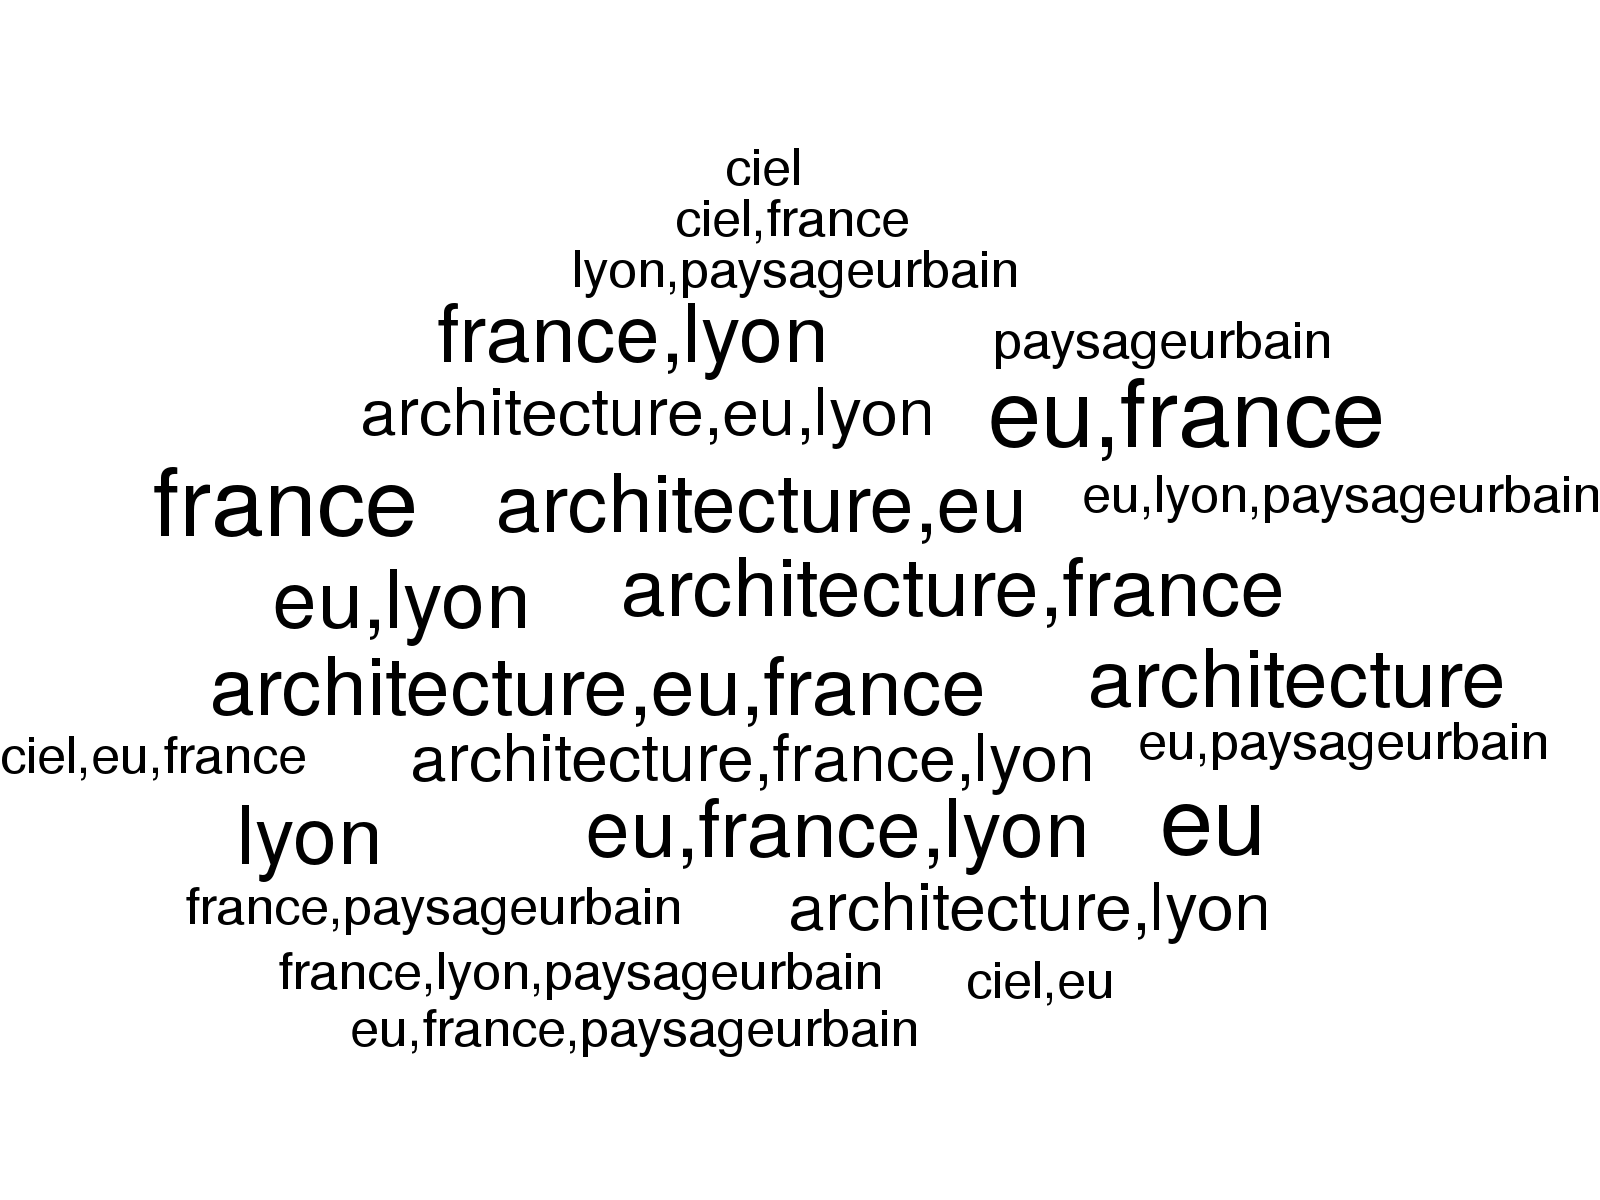 ciel
ciel,france
lyon,paysageurbain
france,lyon
paysageurbain
architecture,eu,lyon
eu,france
france
architecture,eu
eu,lyon,paysageurbain
eu,lyon
architecture,france
architecture,eu,france
architecture
ciel,eu,france
architecture,france,lyon
eu,paysageurbain
lyon
eu,france,lyon
eu
france,paysageurbain
architecture,lyon
france,lyon,paysageurbain
ciel,eu
eu,france,paysageurbain